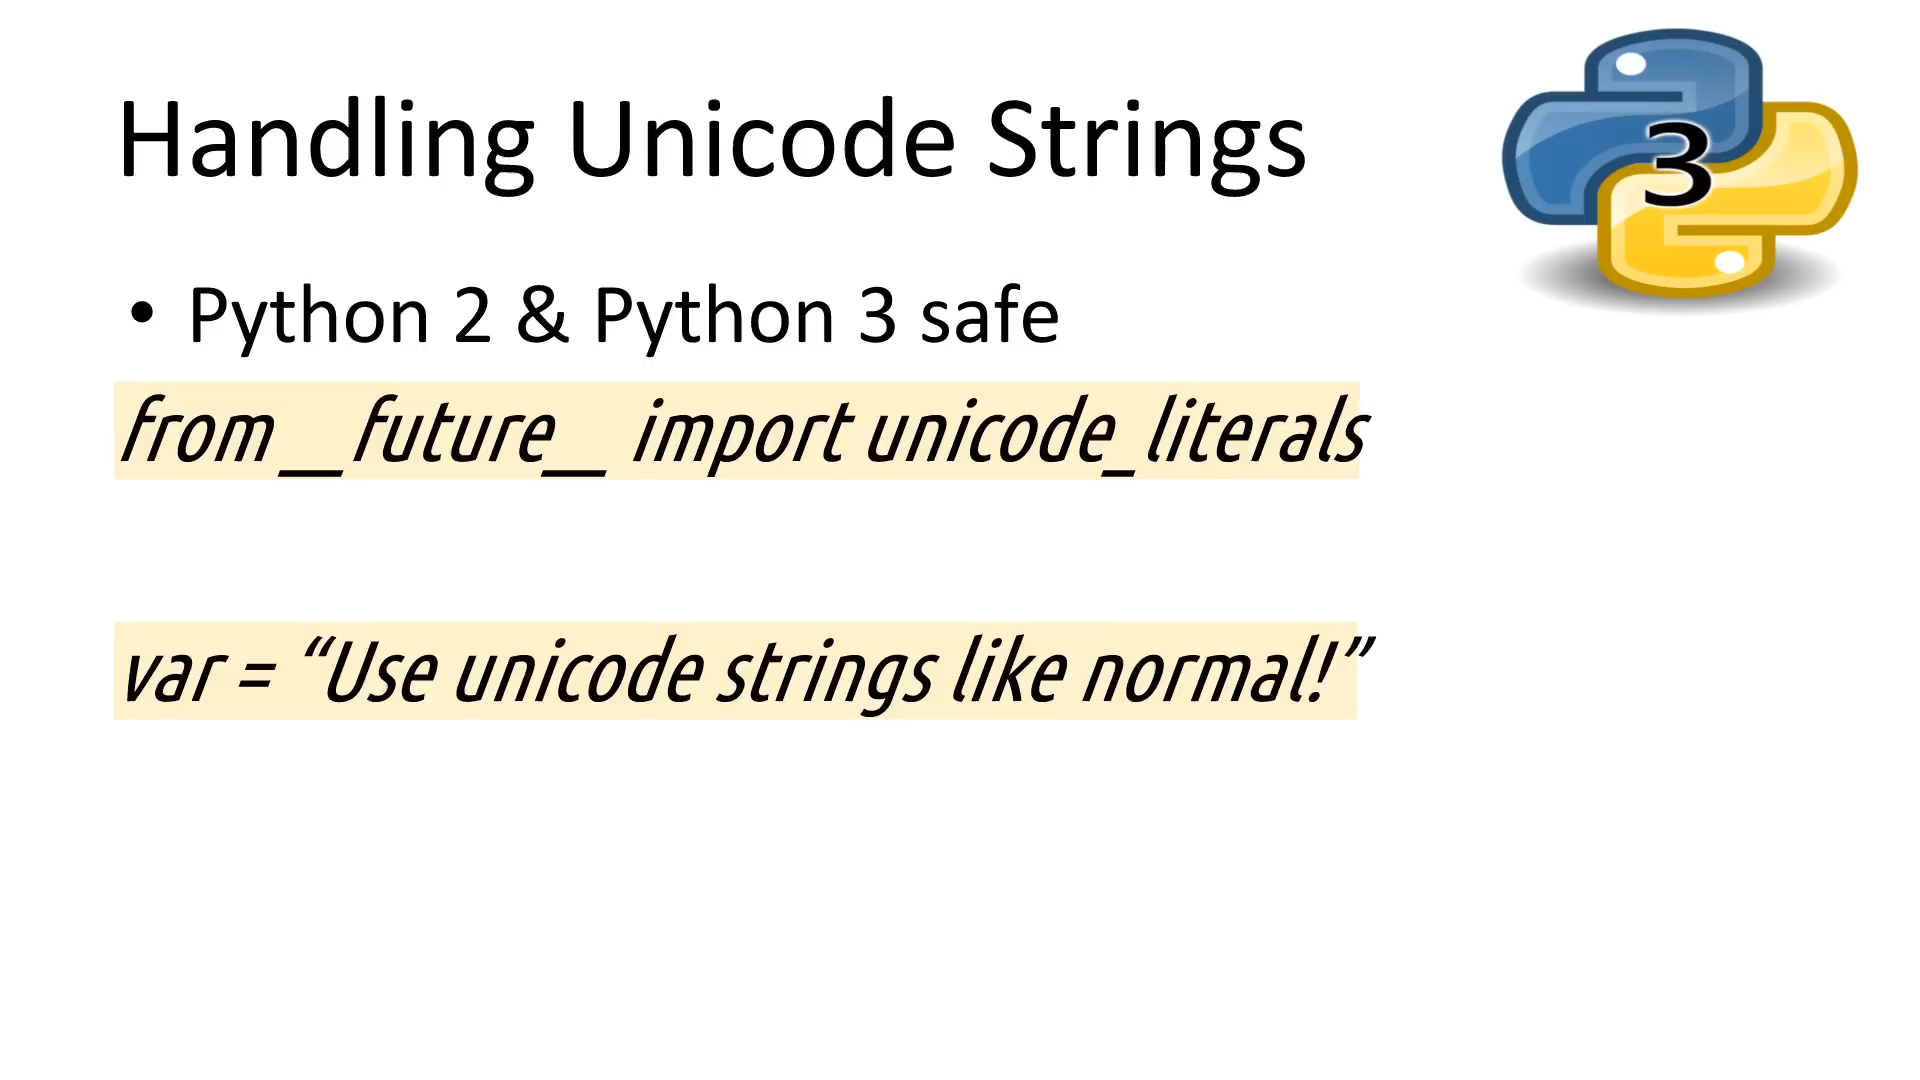 Handling Unicode Strings
3
• Python 2 & Python 3 safe
from __future__ import unicode_literals
var = “Use unicode strings like normal!”